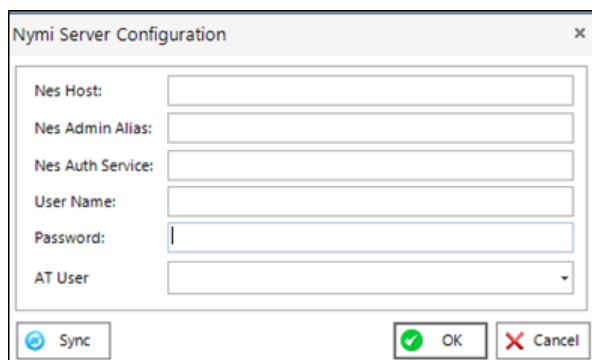 Nymi Server Configuration
Nes Host:
Nes Admin Alias:
Nes Auth Service:
User Name:
Password:
AT User
Sync OK Cancel